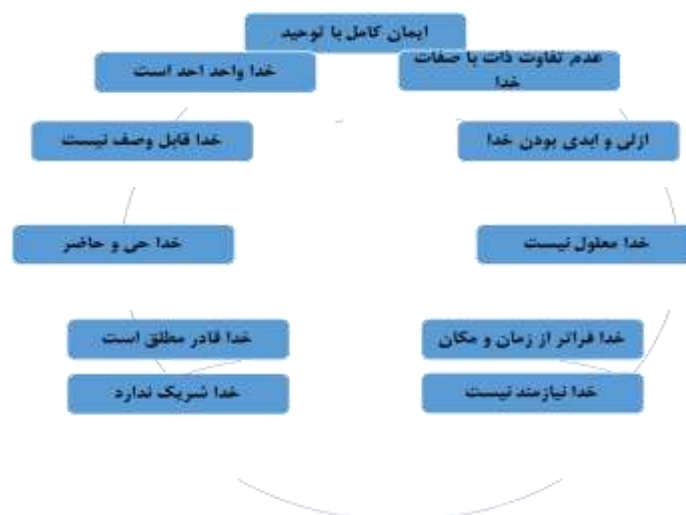 ایمان کامل با توحید
عدم تفاوت ذات با صفات
خدا
ازلی و ابدی بودن خدا
خدا معلول نیست
خدا فراتر از زمان و مکان
خدا نیازمند نیست
خدا شریک ندارد
خدا قادر مطلق است
خدا حی و حاضر
خدا قابل وصف نیست
خدا واحد احد است